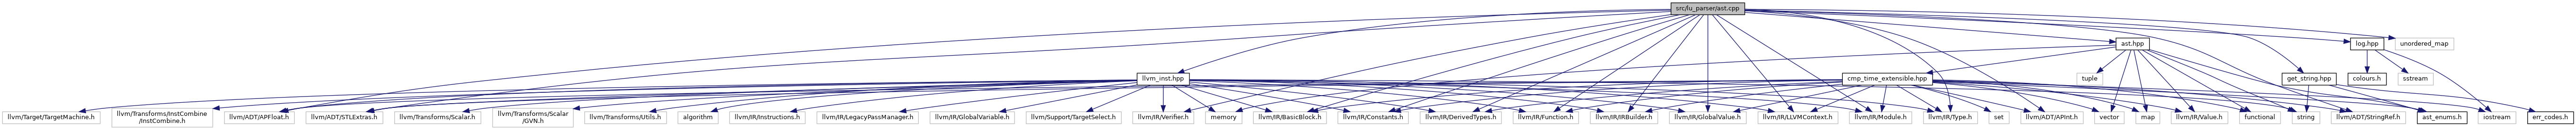 src/lu_parser/ast.cpp
ast.hpp
log.hpp
unordered_map
llvm_inst.hpp
cmp_time_extensible.hpp
tuple
get_string.hpp
colours.h
sstream
llvm/Target/TargetMachine.h
llvm/Transforms/InstCombine
/InstCombine.h
llvm/ADT/APFloat.h
llvm/ADT/STLExtras.h
llvm/Transforms/Scalar.h
llvm/Transforms/Scalar
/GVN.h
llvm/Transforms/Utils.h
algorithm
llvm/IR/Instructions.h
llvm/IR/LegacyPassManager.h
llvm/IR/GlobalVariable.h
llvm/Support/TargetSelect.h
llvm/IR/Verifier.h
memory
llvm/IR/BasicBlock.h
llvm/IR/Constants.h
llvm/IR/DerivedTypes.h
llvm/IR/Function.h
llvm/IR/IRBuilder.h
llvm/IR/GlobalValue.h
llvm/IR/LLVMContext.h
llvm/IR/Module.h
llvm/IR/Type.h
set
llvm/ADT/APInt.h
vector
map
llvm/IR/Value.h
functional
string
llvm/ADT/StringRef.h
ast_enums.h
iostream
err_codes.h